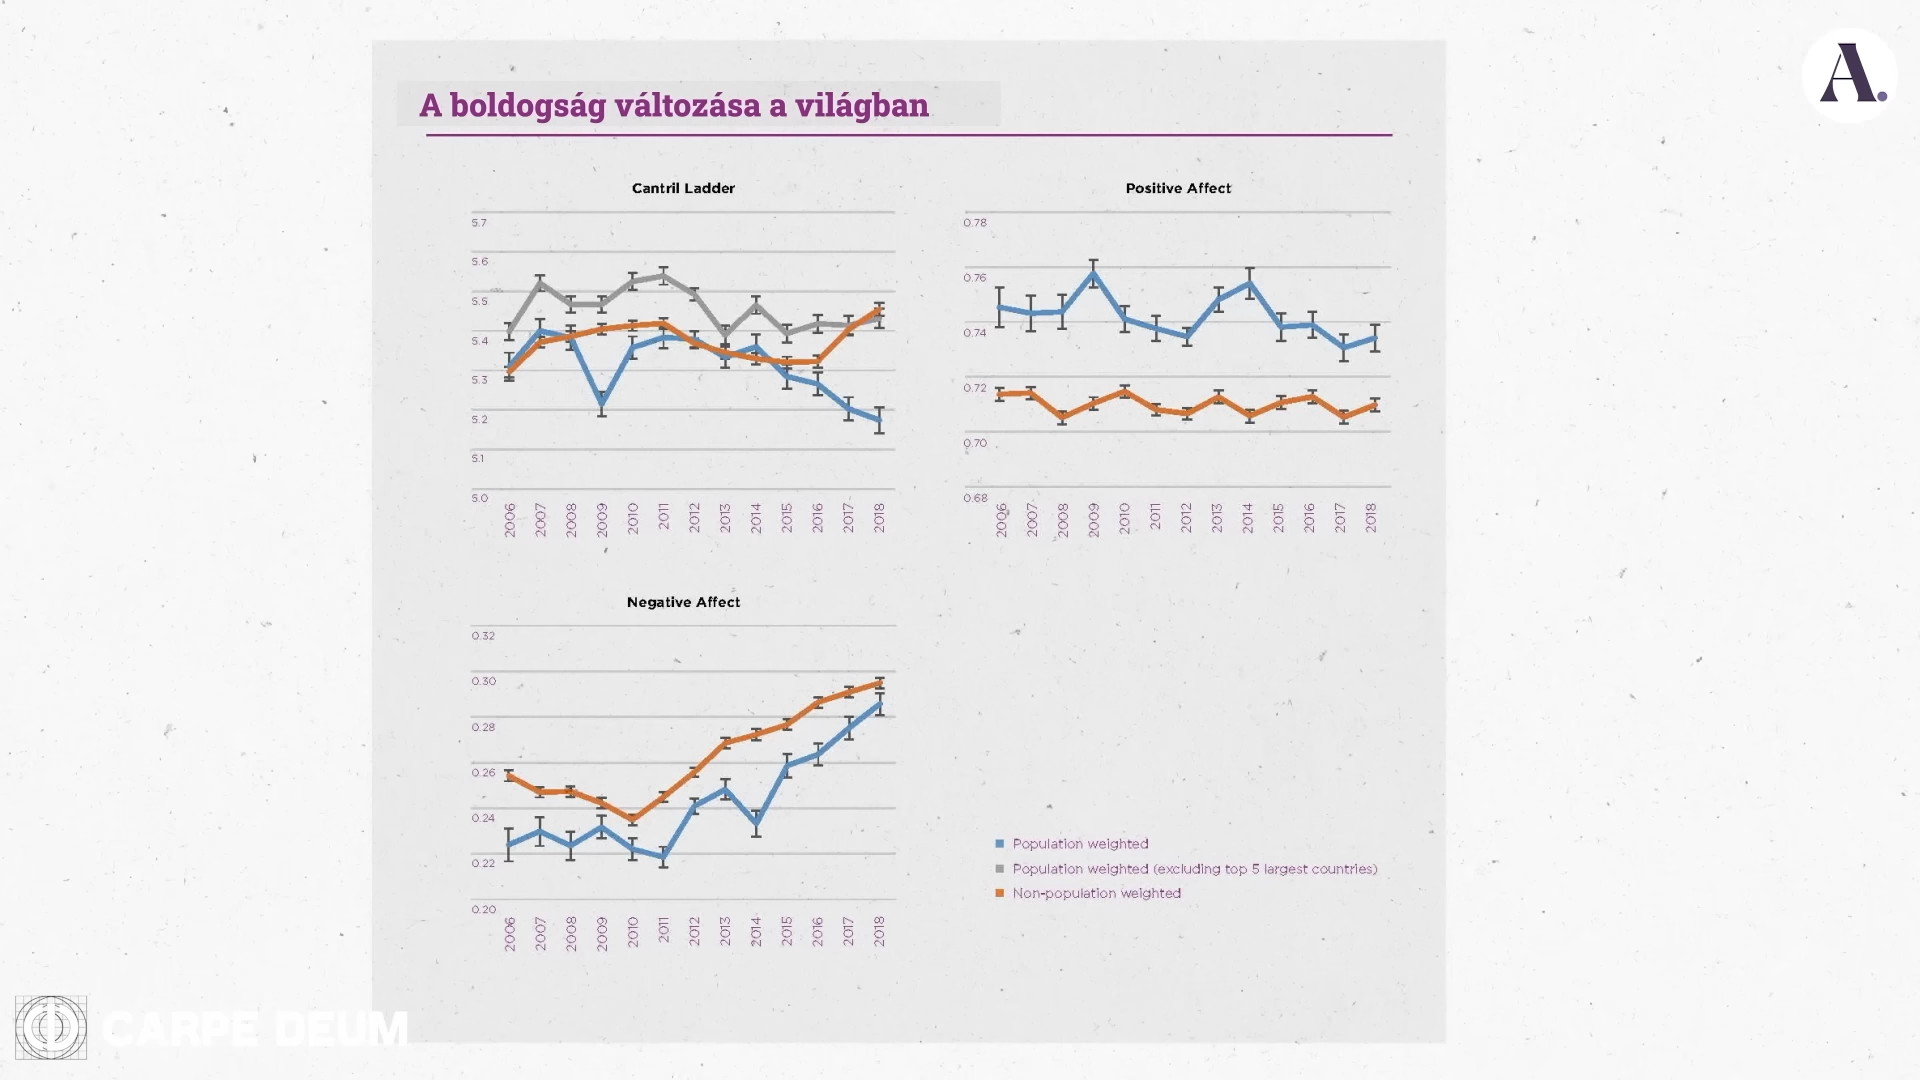 A boldogság változása a világban
A.
Cantril Ladder
5.7
5.6
5.5
5.4
5.3
5.2
5.1
5.0
2006 2007 2008 2009 2010 2011 2012 2013 2014 2015 2016 2017 2018
Positive Affect
0.78
0.76
0.74
0.72
0.70
0.68
2006 2007 2008 2009 2010 2011 2012 2013 2014 2015 2016 2017 2018
Negative Affect
0.32
0.30
0.28
0.26
0.24
0.22
0.20
2006 2007 2008 2009 2010 2011 2012 2013 2014 2015 2016 2017 2018
Population weighted
Population weighted (excluding top 5 largest countries)
Non-population weighted
CARPE DEUM